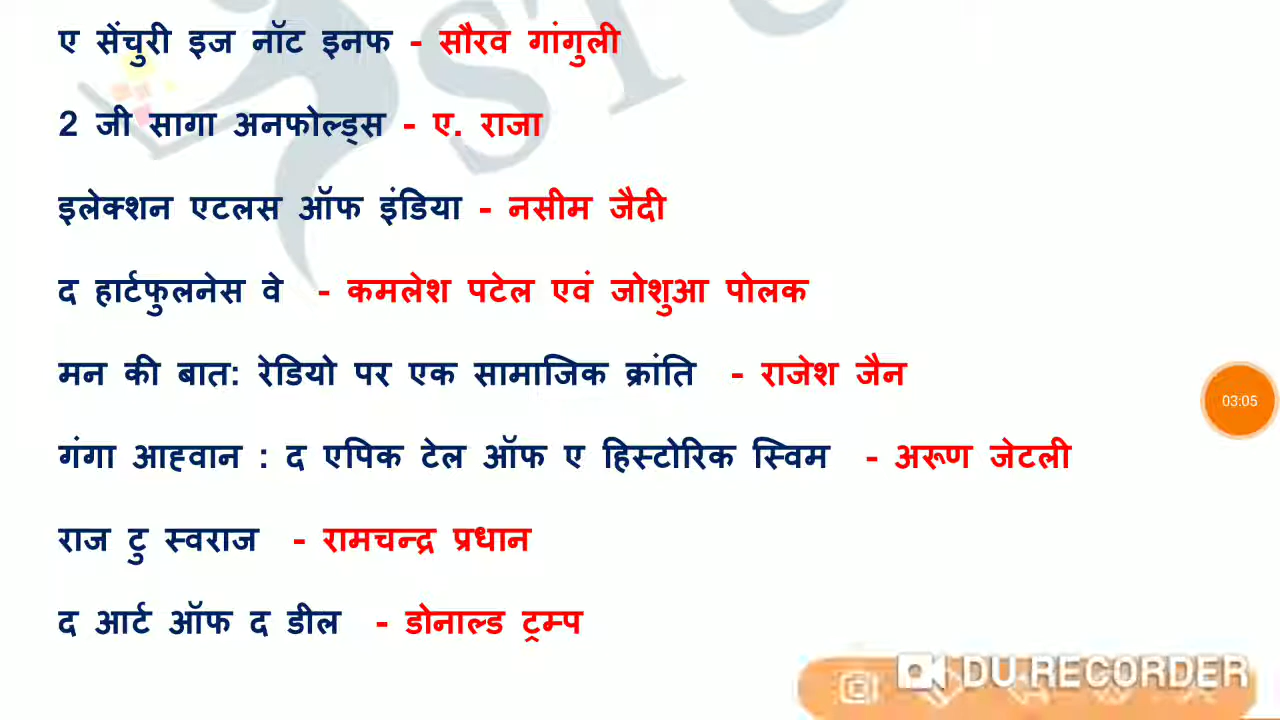 ए सेंचुरी इज नॉट इनफ - सौरव गांगुली
2 जी सागा अनफोल्ड्स - ए. राजा
इलेक्शन एटलस ऑफ इंडिया - नसीम जैदी
द हार्टफुलनेस वे - कमलेश पटेल एवं जोशुआ पोलक
मन की बात: रेडियो पर एक सामाजिक क्रांति - राजेश जैन
03:05
गंगा आह्वान : द एपिक टेल ऑफ ए हिस्टोरिक स्विम - अरूण जेटली
राज टु स्वराज - रामचन्द्र प्रधान
द आर्ट ऑफ द डील - डोनाल्ड ट्रम्प
DU RECORDER